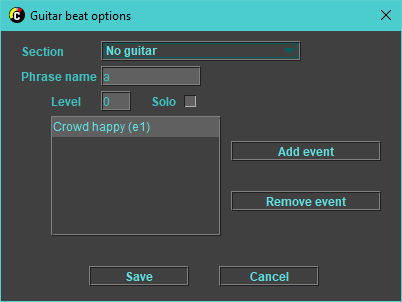 Guitar beat options
Section No guitar
Phrase name a
Level 0 Solo
Crowd happy (e1)
Add event
Remove event
Save Cancel